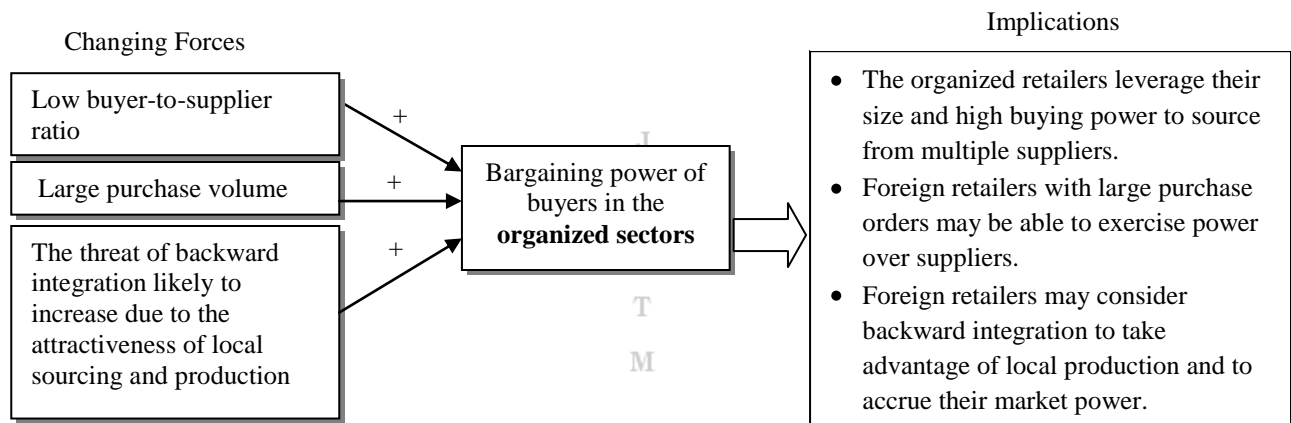 Changing Forces
Low buyer-to-supplier
ratio
Large purchase volume
The threat of backward
integration likely to
increase due to the
attractiveness of local
sourcing and production
+
+
+
Bargaining power of
buyers in the
organized sectors
J
T
M
Implications
• The organized retailers leverage their
size and high buying power to source
from multiple suppliers.
• Foreign retailers with large purchase
orders may be able to exercise power
over suppliers.
• Foreign retailers may consider
backward integration to take
advantage of local production and to
accrue their market power.